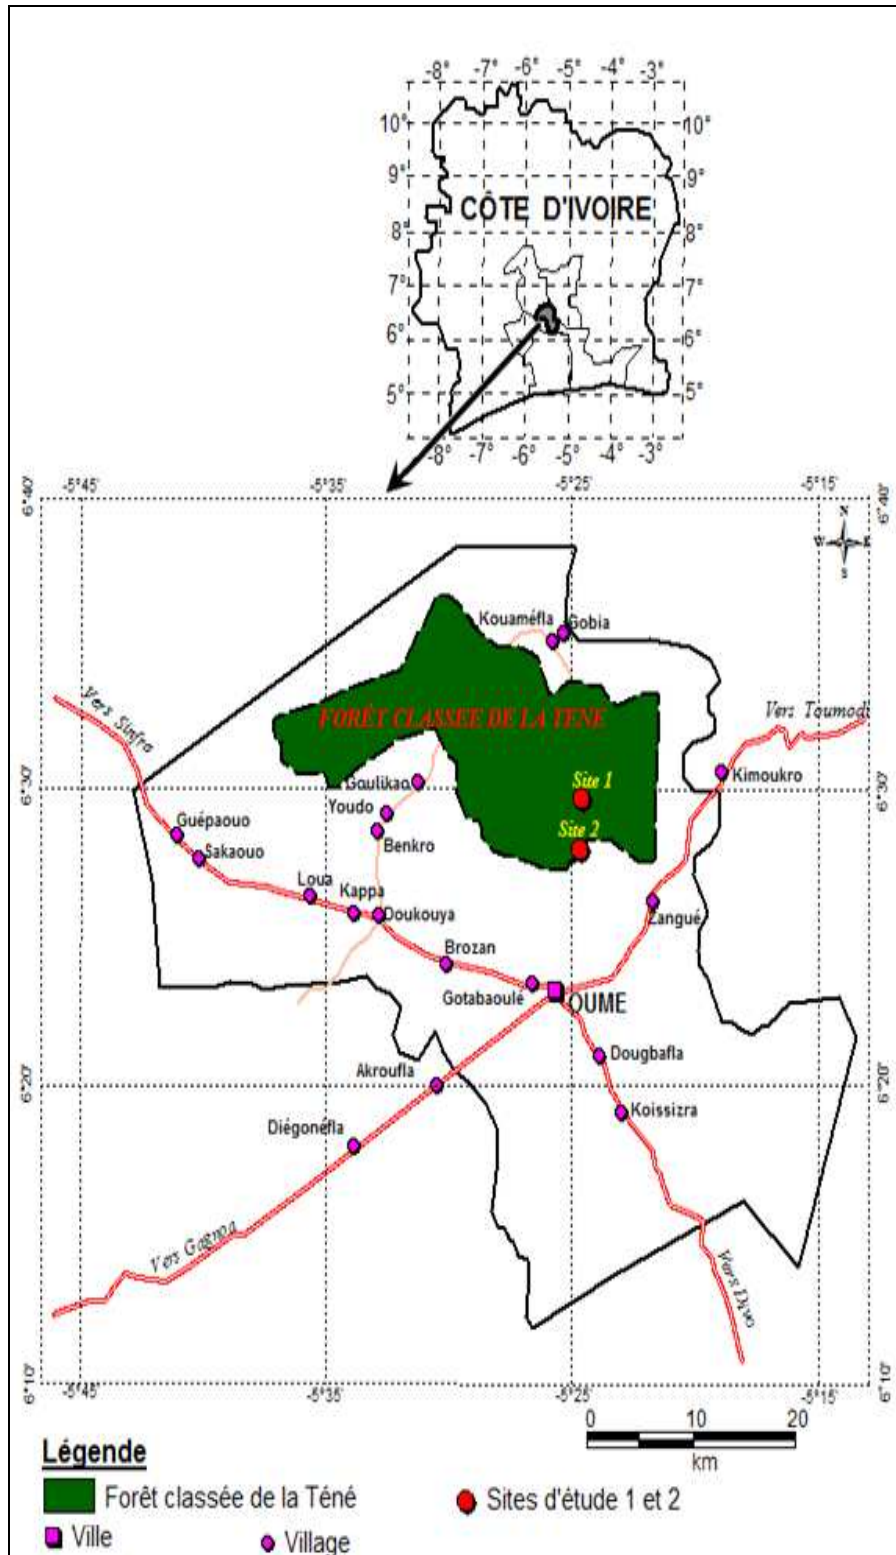 -8° -7° -6° -5° -4° -3°
10° 10°
9° 9°
CÔTE D'IVOIRE
8° 8°
7° 7°
6° 6°
5° 5°
-8° -7° -6° -5° -4° -3°
-5°45' -5°35' -5°25' -5°15'
6°40' 6°40'
N
W E
S
Kouaméfla Gobia
Vers Sinfra
FORÊT CLASSEE DE LA TENE
Vers Toumodi
Kimoukro
Goulikao
Site 1
6°30' 6°30'
Youdo
Guépaouo
Benkro
Site 2
Sakaouo
Loua
Kappa
Doukouya
Zangué
Brozan
Gotabaoulé
OUME
Dougbafla
Akroufla
6°20' 6°20'
Koissizra
Diégonéfla
Vers Gagnoa
Vers Divo
6°10' 6°10'
-5°45' -5°35' -5°25' -5°15'
0 10 20
km
Légende
Forêt classée de la Téné
Sites d'étude 1 et 2
Ville
Village